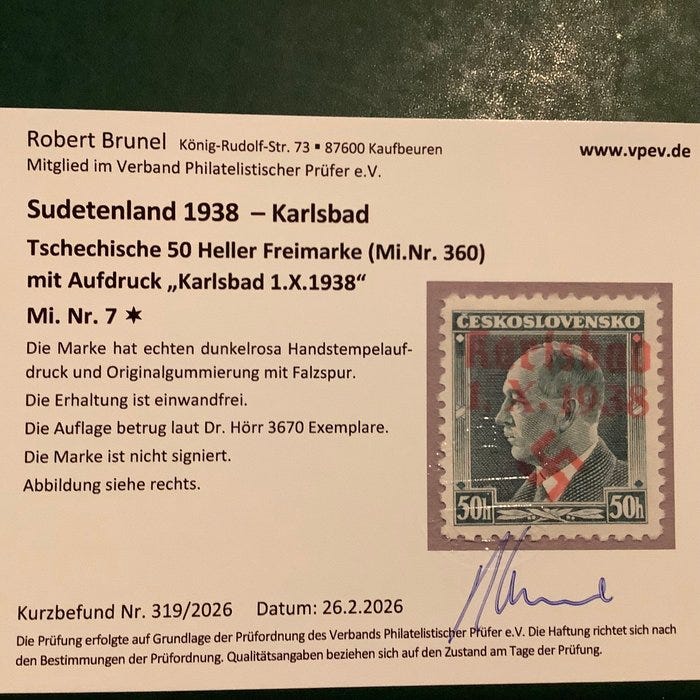 Robert Brunel König-Rudolf-Str. 73 ▪ 87600 Kaufbeuren
www.vpev.de
Mitglied im Verband Philatelistischer Prüfer e.V.
Sudetenland 1938 – Karlsbad
Tschechische 50 Heller Freimarke (Mi.Nr. 360)
mit Aufdruck „Karlsbad 1.X.1938“
Mi. Nr. 7 ✶
Die Marke hat echten dunkelrosa Handstempelauf-
druck und Originalgummierung mit Falzspur.
Die Erhaltung ist einwandfrei.
Die Auflage betrug laut Dr. Hörr 3670 Exemplare.
Die Marke ist nicht signiert.
Abbildung siehe rechts.
ČESKOSLOVENSKO
Karlsbad
1.X.1938
50h 50h
Kurzbefund Nr. 319/2026 Datum: 26.2.2026
Die Prüfung erfolgte auf Grundlage der Prüfordnung des Verbands Philatelistischer Prüfer e.V. Die Haftung richtet sich nach
den Bestimmungen der Prüfordnung. Qualitätsangaben beziehen sich auf den Zustand am Tage der Prüfung.